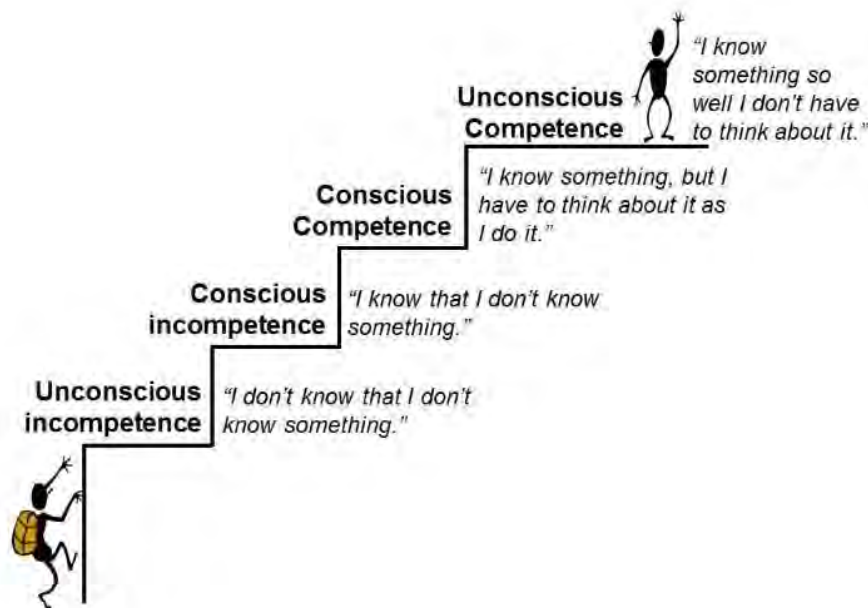 Unconscious
Competence
"I know
something so
well I don't have
to think about it."
Conscious
Competence
"I know something, but I
have to think about it as
I do it."
Conscious
incompetence
"I know that I don't know
something."
Unconscious
incompetence
"I don't know that I don't
know something."